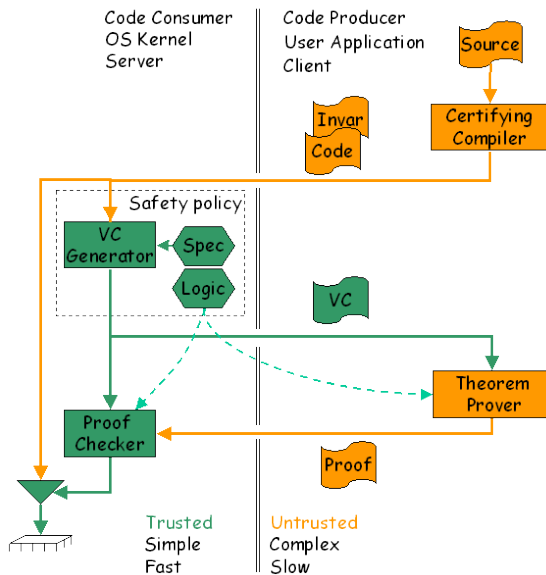 Code Consumer
OS Kernel
Server
Code Producer
User Application
Client
Source
Invar
Code
Certifying
Compiler
Safety policy
VC
Generator
Spec
Logic
VC
Theorem
Prover
Proof
Checker
Proof
Trusted
Simple
Fast
Untrusted
Complex
Slow